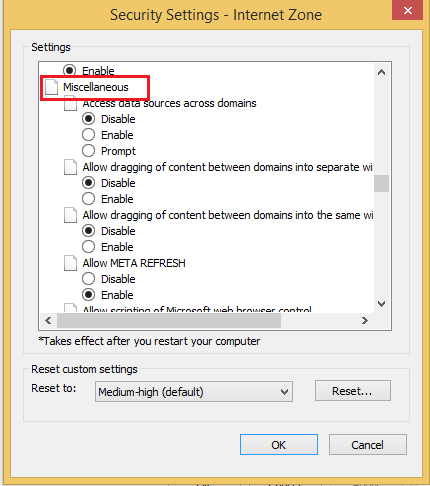 Security Settings - Internet Zone
Settings
Enable
Miscellaneous
Access data sources across domains
Disable
Enable
Prompt
Allow dragging of content between domains into separate wi
Disable
Enable
Allow dragging of content between domains into the same wi
Disable
Enable
Allow META REFRESH
Disable
Enable
Allow scripting of Microsoft web browser control
*Takes effect after you restart your computer
Reset custom settings
Reset to: Medium-high (default) Reset...
OK Cancel